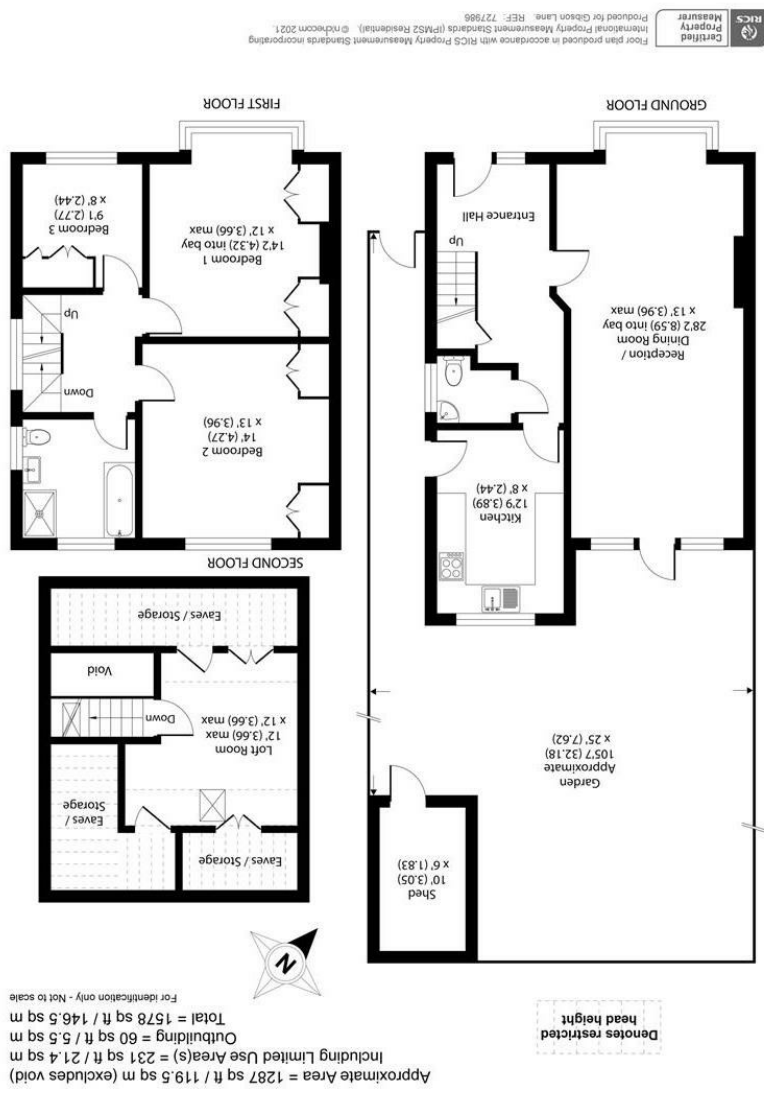 Approximate Area = 1287 sq ft / 119.5 sq m (excludes void)
Including Limited Use Area(s) = 231 sq ft / 21.4 sq m
Outbuilding = 60 sq ft / 5.5 sq m
Total = 1578 sq ft / 146.5 sq m
For identification only - Not to scale
Denotes restricted
head height
N
Shed
10' (3.05)
x 6' (1.83)
Garden
Approximate
105'7 (32.18)
x 25' (7.62)
Eaves / Storage
Eaves /
Storage
Loft Room
12' (3.66) max
x 12' (3.66) max
Down
Void
Eaves / Storage
SECOND FLOOR
Kitchen
12'9 (3.89)
x 8' (2.44)
Reception /
Dining Room
28'2 (8.59) into bay
x 13' (3.96) max
Up
Entrance Hall
GROUND FLOOR
Bedroom 2
14' (4.27)
x 13' (3.96)
Down
Up
Bedroom 1
14'2 (4.32) into bay
x 12' (3.66) max
Bedroom 3
9'1 (2.77)
x 8' (2.44)
FIRST FLOOR
RICS
Certified
Property
Measurer
Floor plan produced in accordance with RICS Property Measurement Standards incorporating
International Property Measurement Standards (IPMS2 Residential). ©nichecom 2021.
Produced for Gibson Lane. REF: 727986